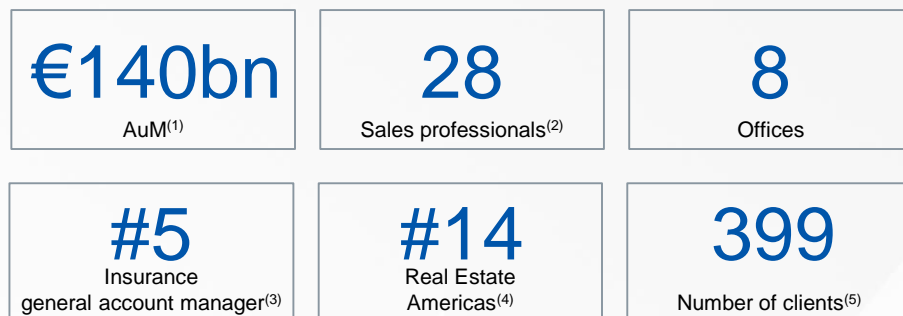 €140bn
AuM(1)
28
Sales professionals(2)
8
Offices
#5
Insurance
general account manager(3)
#14
Real Estate
Americas(4)
399
Number of clients(5)